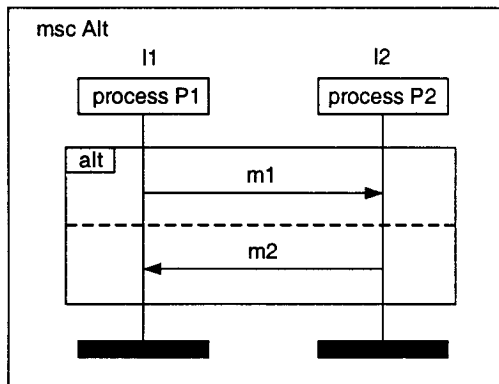 msc Alt
I1 I2
process P1 process P2
alt
m1
m2